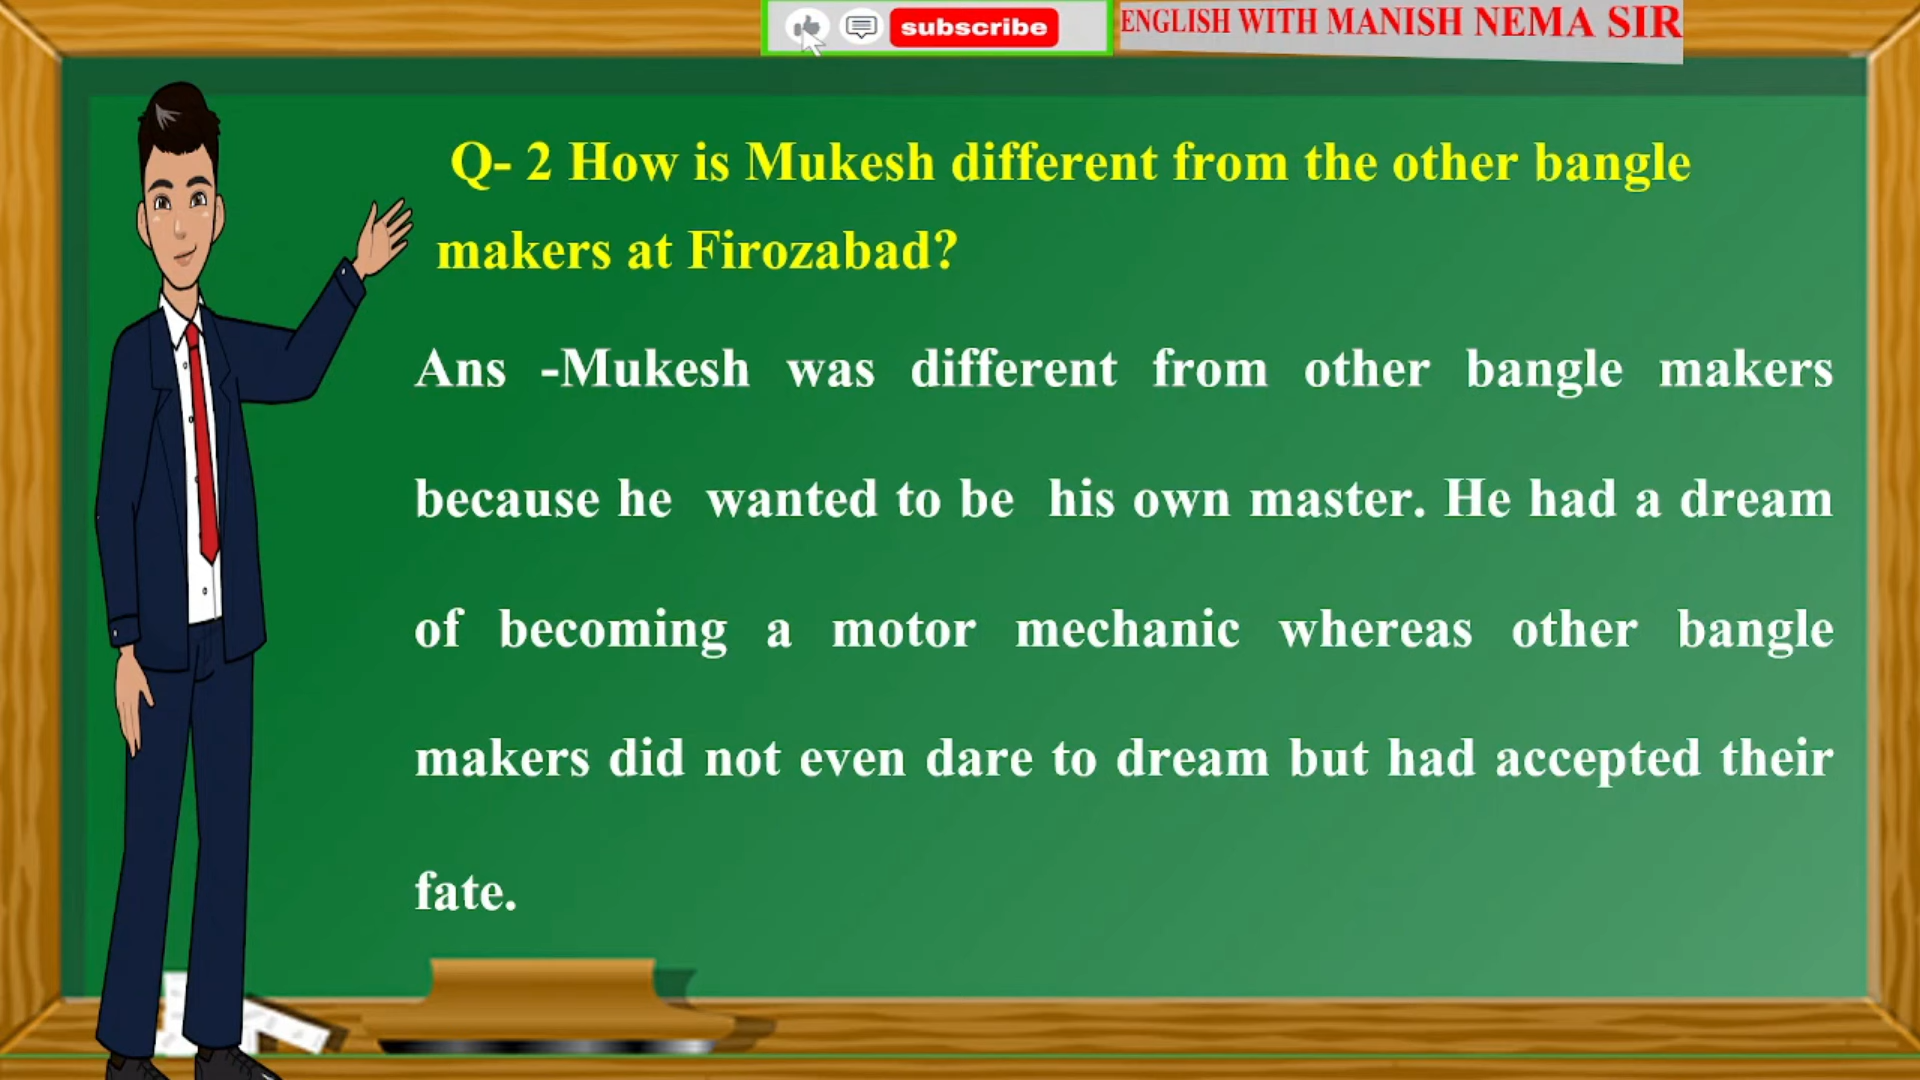 subscribe
ENGLISH WITH MANISH NEMA SIR
Q- 2 How is Mukesh different from the other bangle
makers at Firozabad?
Ans -Mukesh was different from other bangle makers
because he wanted to be his own master. He had a dream
of becoming a motor mechanic whereas other bangle
makers did not even dare to dream but had accepted their
fate.